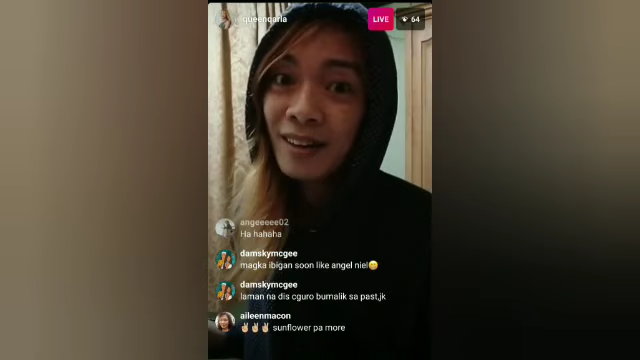 queendarla
LIVE
64
angeeeee02
Ha hahaha
damskymcgee
magka ibigan soon like angel niel😁
damskymcgee
laman na dis cguro bumalik sa past,jk
aileenmacon
✌🏼✌🏼✌🏼 sunflower pa more